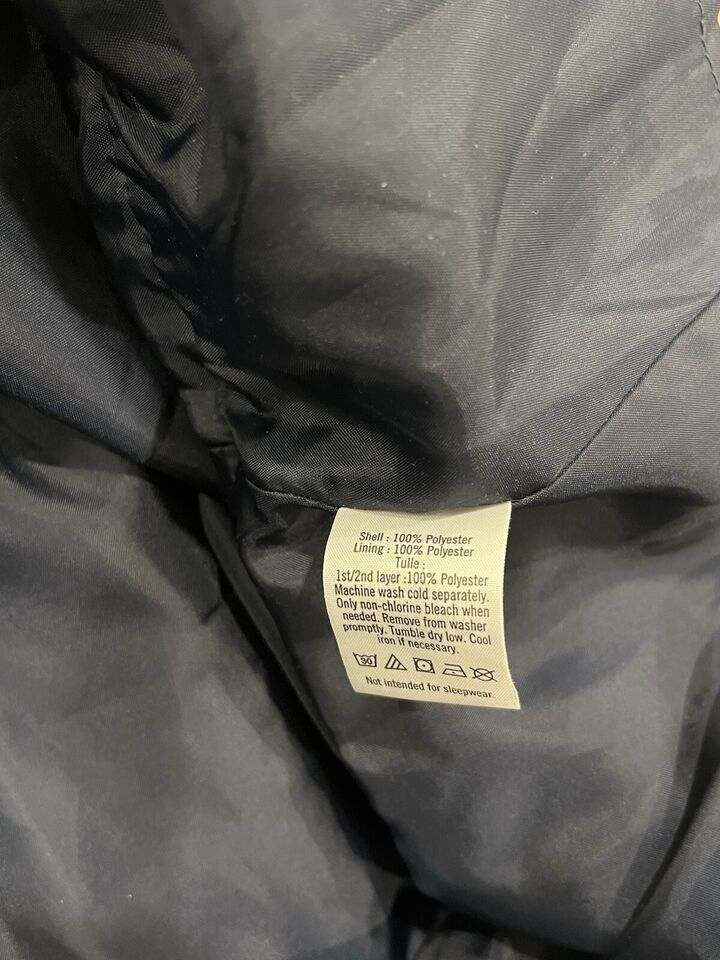 Shell : 100% Polyester
Lining : 100% Polyester
Tulle :
1st/2nd layer :100% Polyester
Machine wash cold separately.
Only non-chlorine bleach when
needed. Remove from washer
promptly. Tumble dry low. Cool
iron if necessary.
30
Not intended for sleepwear.